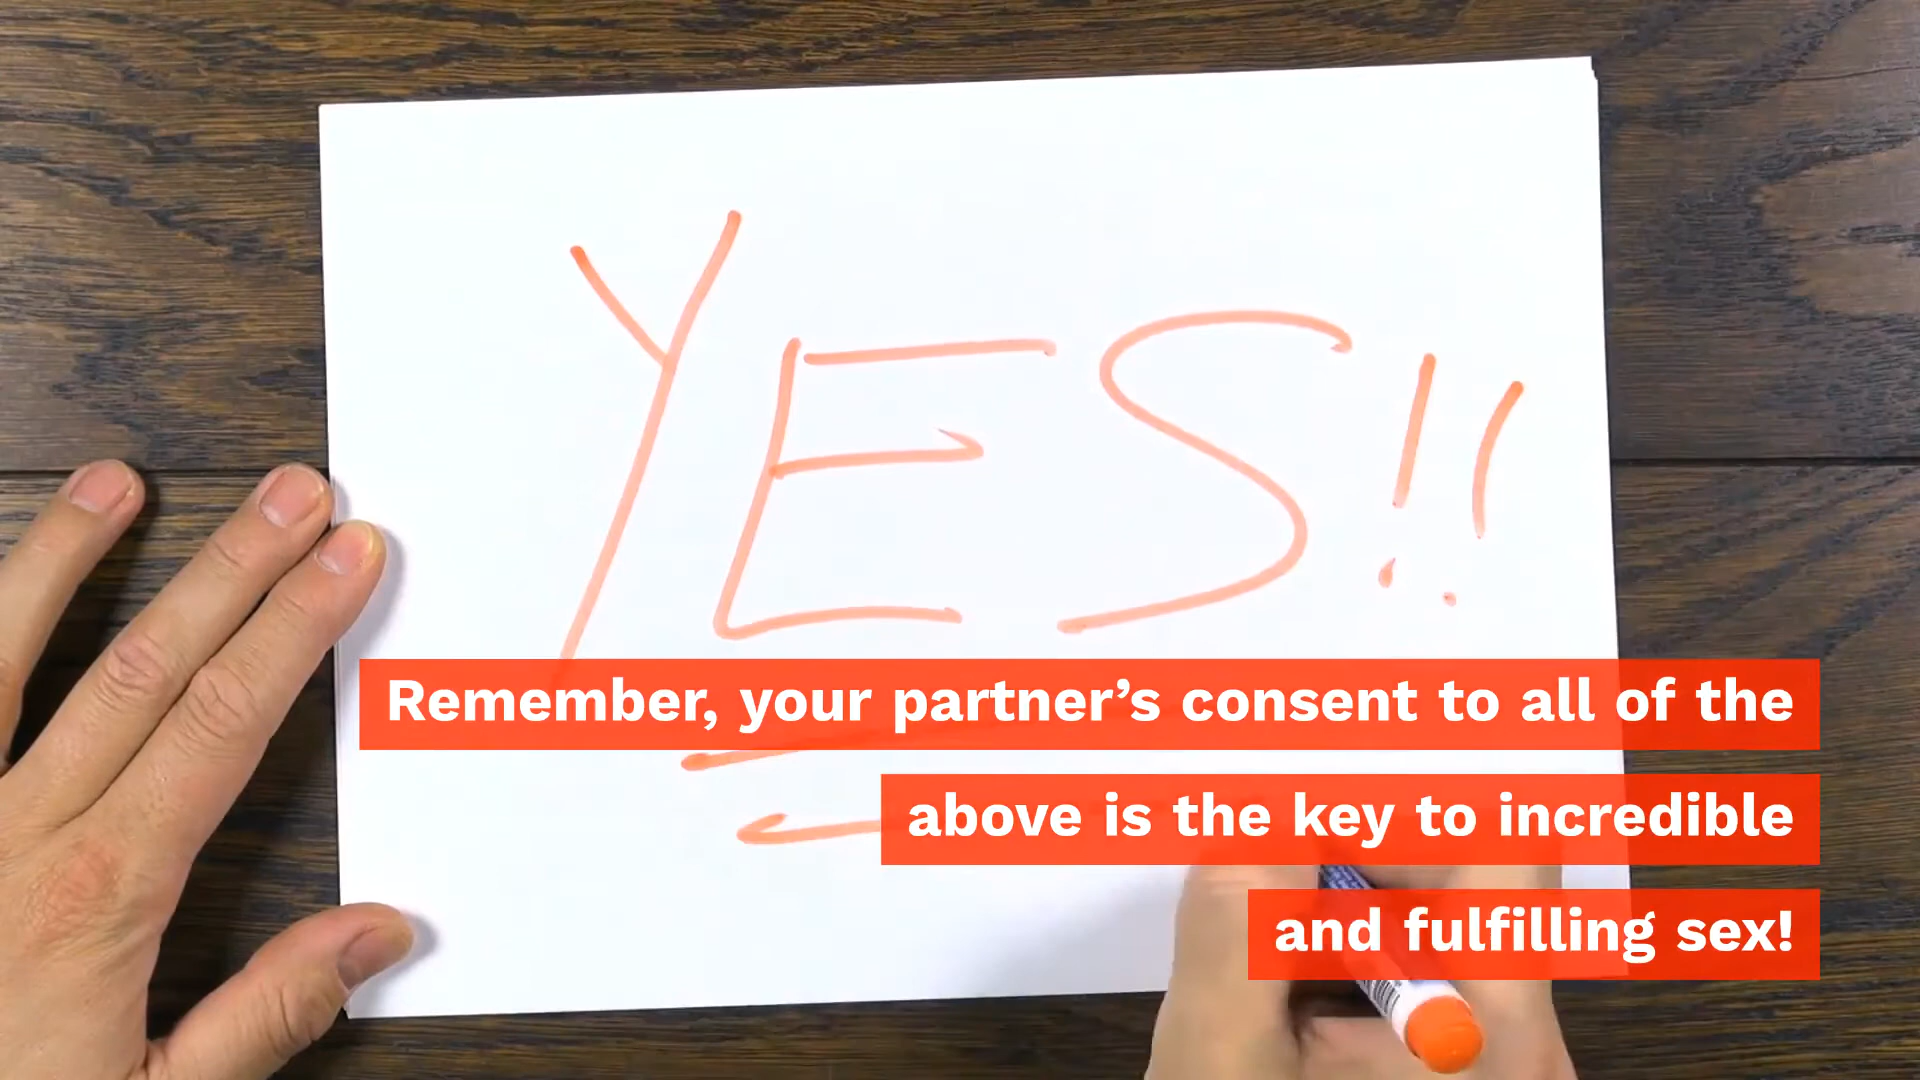 YES!!
Remember, your partner’s consent to all of the
above is the key to incredible
and fulfilling sex!